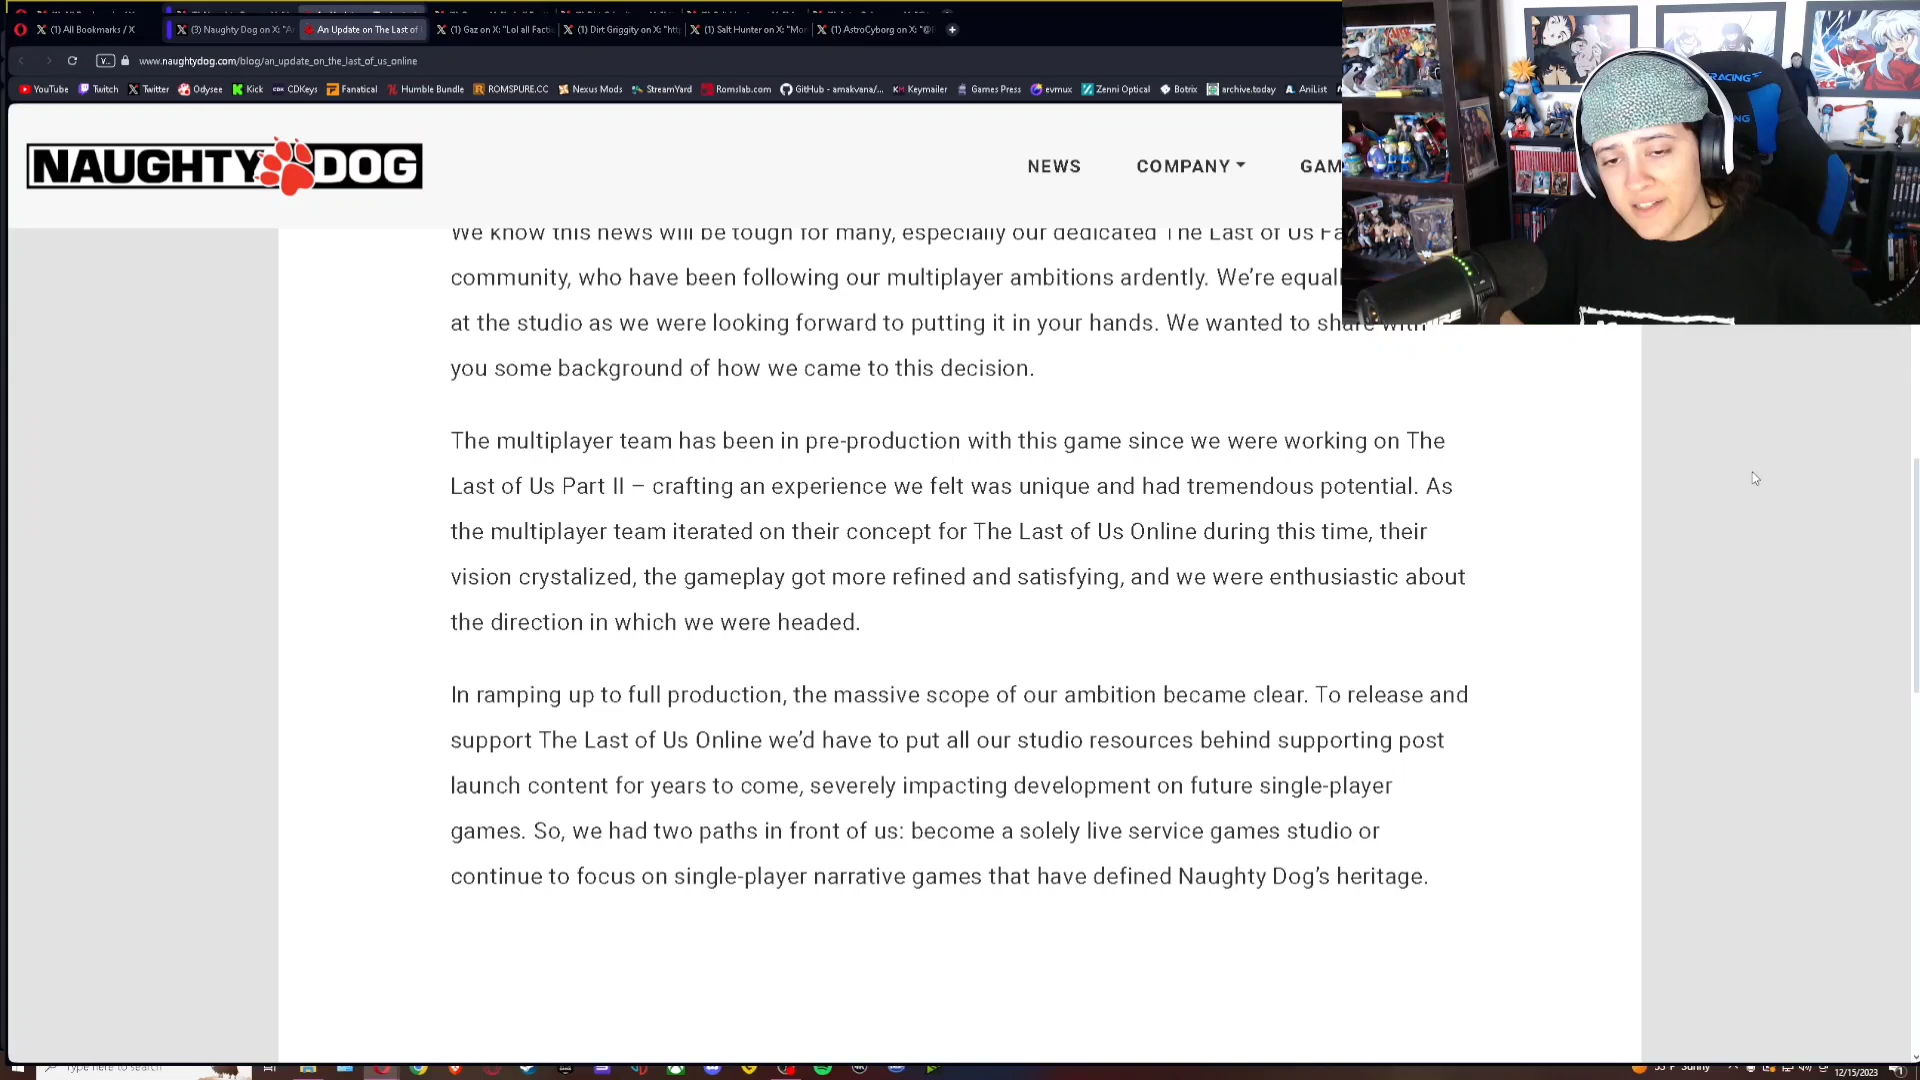 (1) All Bookmarks / X
(3) Naughty Dog on X: "A
An Update on The Last of
(1) Gaz on X: "Lol all Facti
(1) Dirt Griggity on X: "htt
(1) Salt Hunter on X: "Mo
(1) AstroCyborg on X: "@
www.naughtydog.com/blog/an_update_on_the_last_of_us_online
YouTube Twitch Twitter Odysee Kick CDKeys Fanatical Humble Bundle ROMSPURE.CC Nexus Mods StreamYard Romslab.com GitHub - amakvana/... Keymailer Games Press evmux Zenni Optical Botrix archive.today AniList
NAUGHTY DOG
NEWS COMPANY GAM
We know this news will be tough for many, especially our dedicated The Last of Us Fa
community, who have been following our multiplayer ambitions ardently. We're equall
at the studio as we were looking forward to putting it in your hands. We wanted to share with
you some background of how we came to this decision.
The multiplayer team has been in pre-production with this game since we were working on The
Last of Us Part II – crafting an experience we felt was unique and had tremendous potential. As
the multiplayer team iterated on their concept for The Last of Us Online during this time, their
vision crystalized, the gameplay got more refined and satisfying, and we were enthusiastic about
the direction in which we were headed.
In ramping up to full production, the massive scope of our ambition became clear. To release and
support The Last of Us Online we'd have to put all our studio resources behind supporting post
launch content for years to come, severely impacting development on future single-player
games. So, we had two paths in front of us: become a solely live service games studio or
continue to focus on single-player narrative games that have defined Naughty Dog's heritage.
RACING
Type here to search
Sunny
12/15/2023